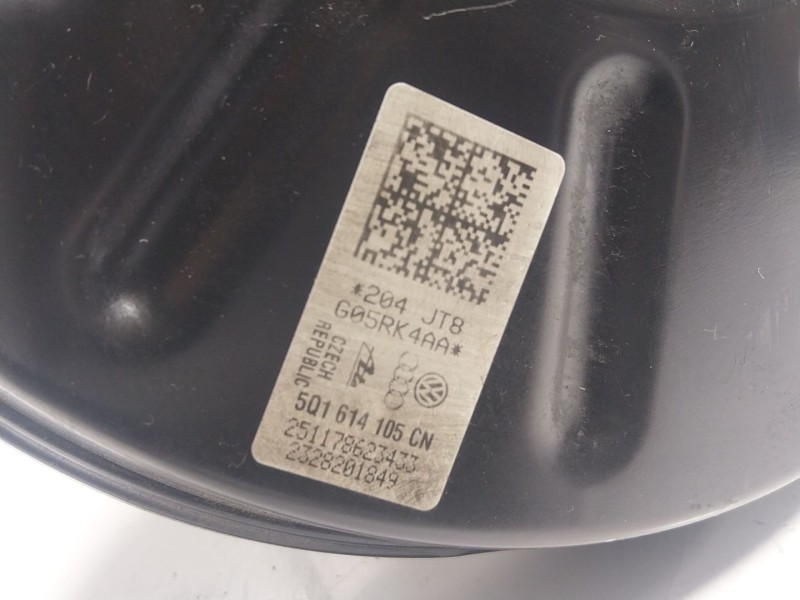 *204 JT8
G05RK4AA*
CZECH
REPUBLIC
5Q1 614 105 CN
251178623433
2328201849